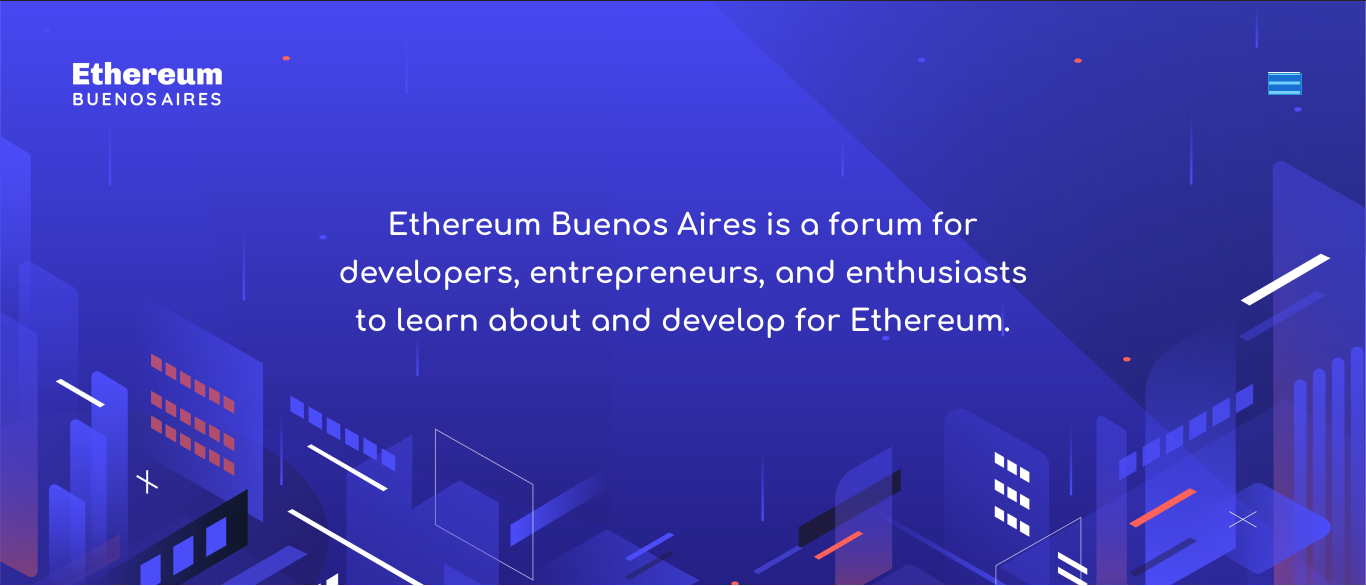 Ethereum
BUENOS AIRES
Ethereum Buenos Aires is a forum for
developers, entrepreneurs, and enthusiasts
to learn about and develop for Ethereum.